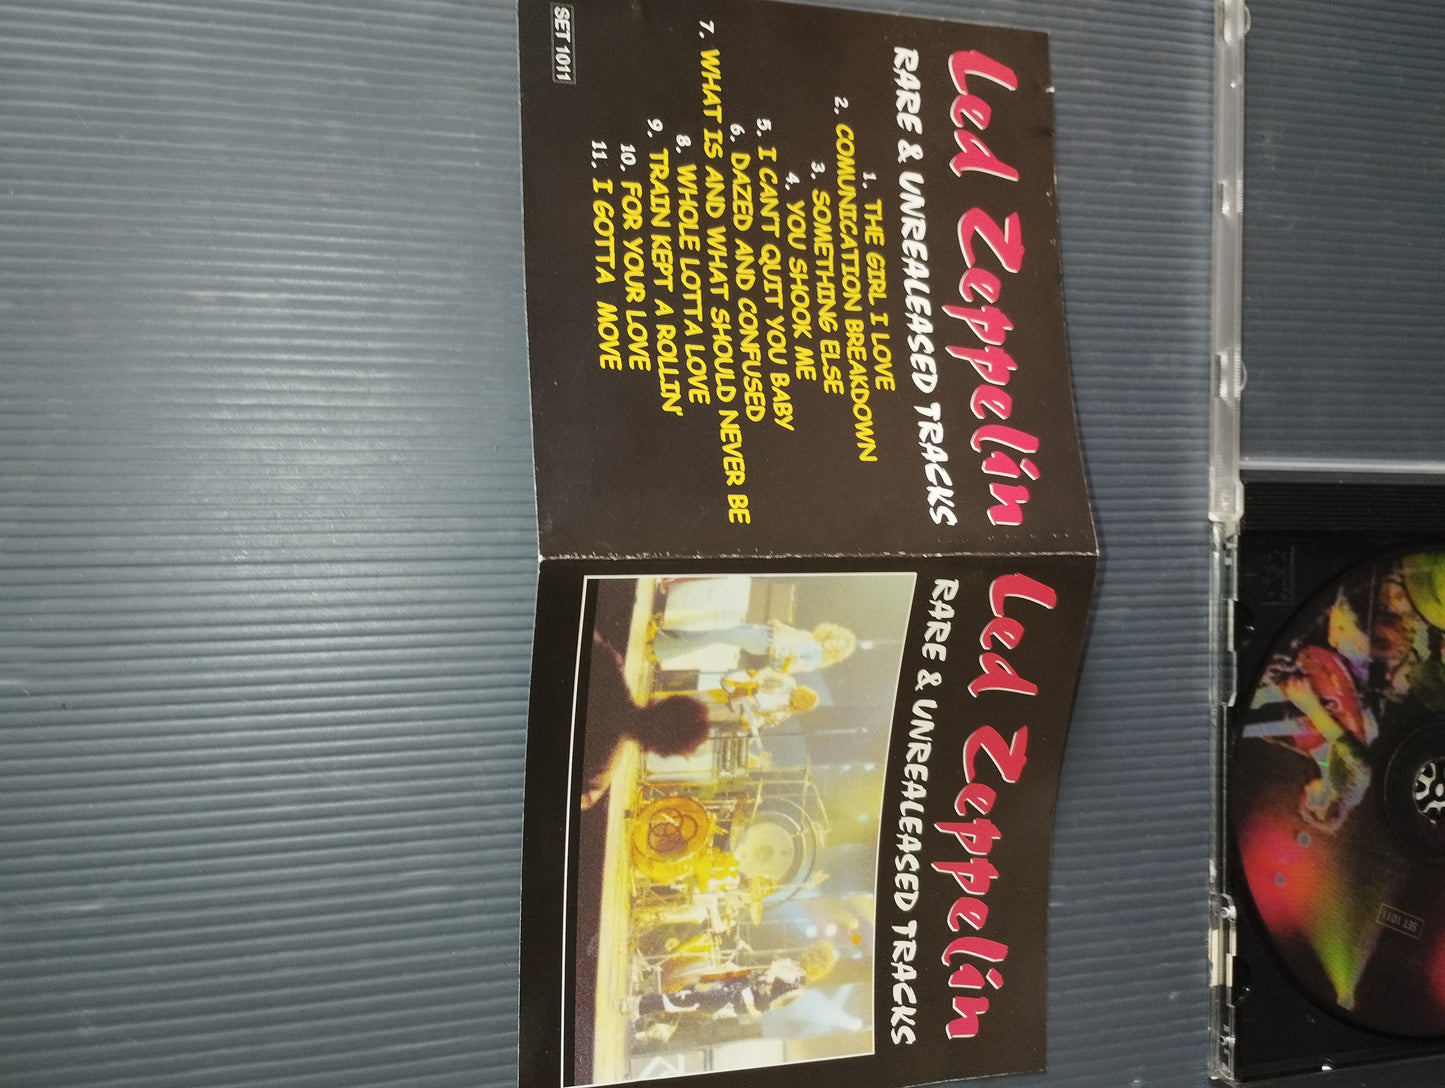 Led Zeppelin
RARE & UNREALEASED TRACKS
1. THE GIRL I LOVE
2. COMUNICATION BREAKDOWN
3. SOMETHING ELSE
4. YOU SHOOK ME
5. I CAN'T QUIT YOU BABY
6. DAZED AND CONFUSED
7. WHAT IS AND WHAT SHOULD NEVER BE
8. WHOLE LOTTA LOVE
9. TRAIN KEPT A ROLLIN'
10. FOR YOUR LOVE
11. I GOTTA MOVE
SET 1011
Led Zeppelin
RARE & UNREALEASED TRACKS
SET 1011